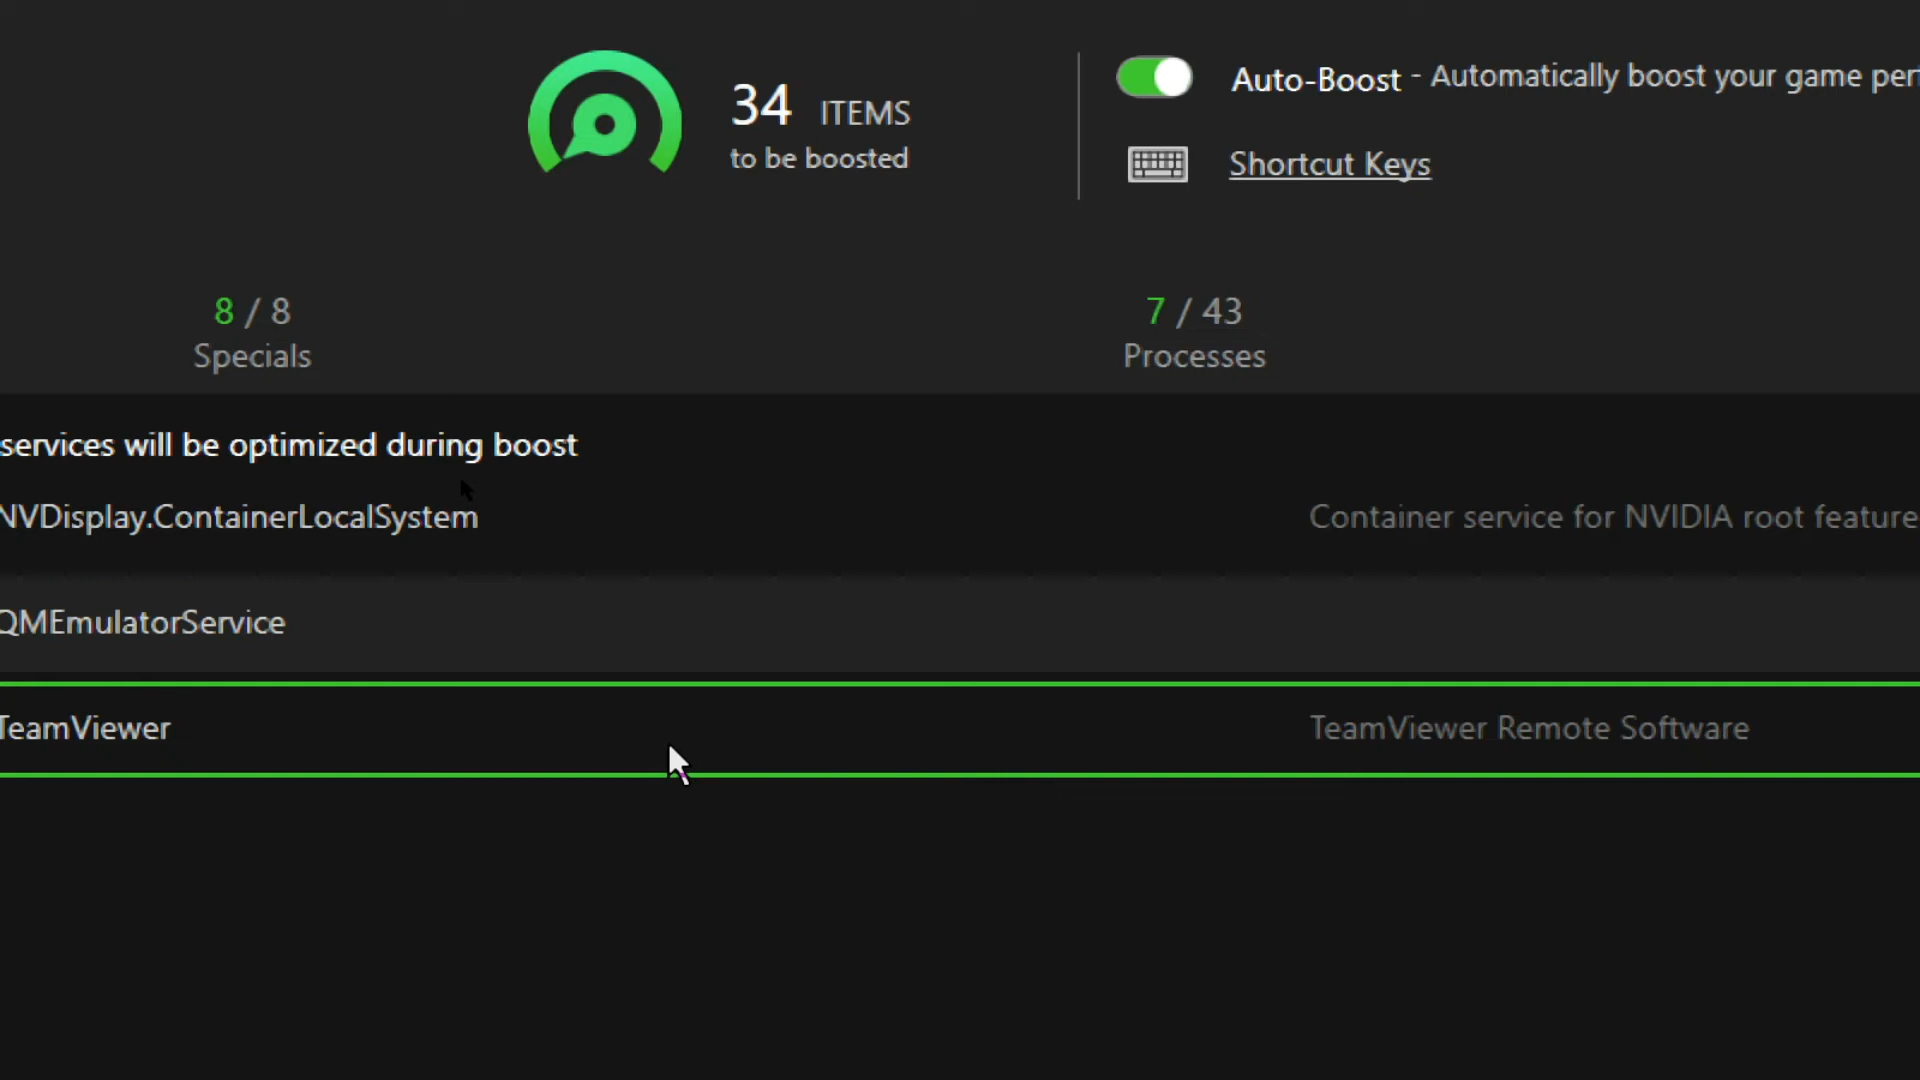 34 ITEMS
to be boosted
Auto-Boost - Automatically boost your game
Shortcut Keys
8 / 8
Specials
7 / 43
Processes
services will be optimized during boost
NVDisplay.ContainerLocalSystem
Container service for NVIDIA root feature
QMEmulatorService
TeamViewer
TeamViewer Remote Software